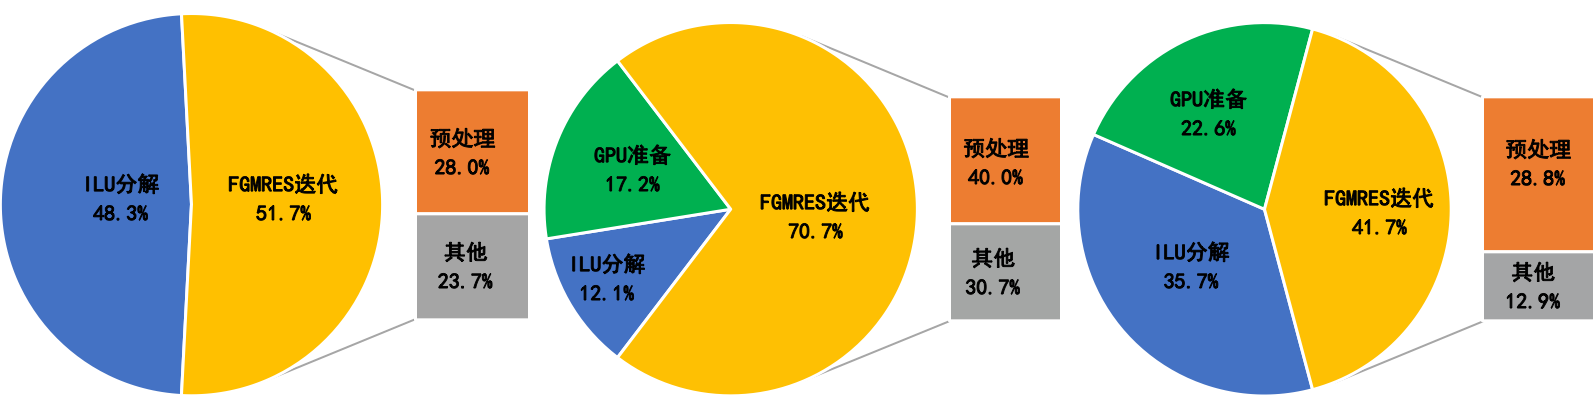 ILU分解
48.3%
FGMRES迭代
51.7%
预处理
28.0%
其他
23.7%
GPU准备
17.2%
ILU分解
12.1%
FGMRES迭代
70.7%
预处理
40.0%
其他
30.7%
GPU准备
22.6%
ILU分解
35.7%
FGMRES迭代
41.7%
预处理
28.8%
其他
12.9%